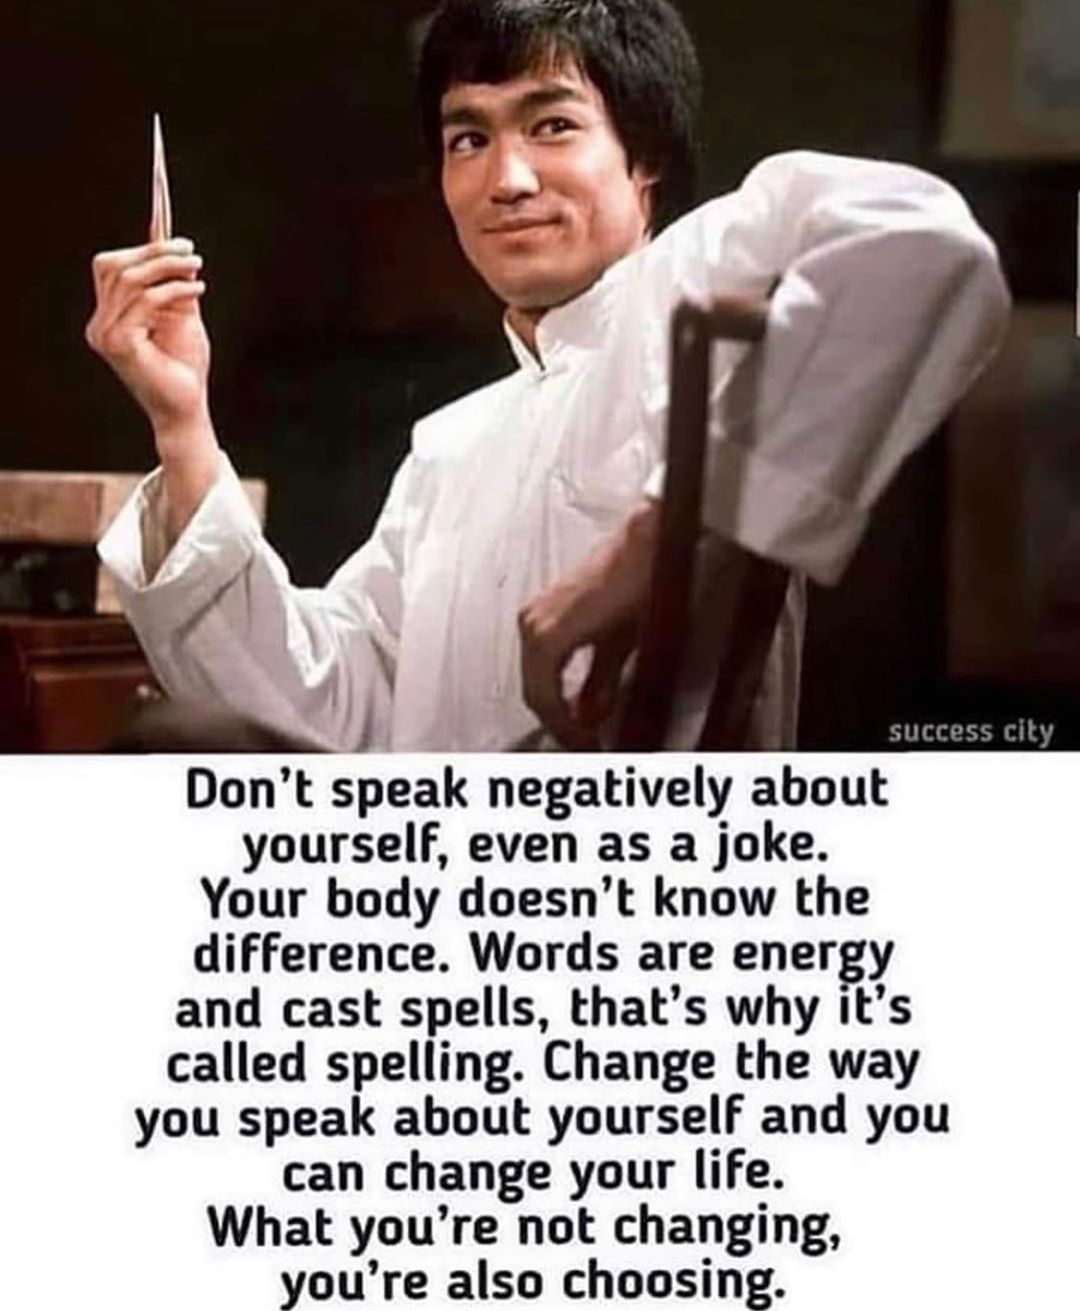 success city
Don't speak negatively about
yourself, even as a joke.
Your body doesn't know the
difference. Words are energy
and cast spells, that's why it's
called spelling. Change the way
you speak about yourself and you
can change your life.
What you're not changing,
you're also choosing.